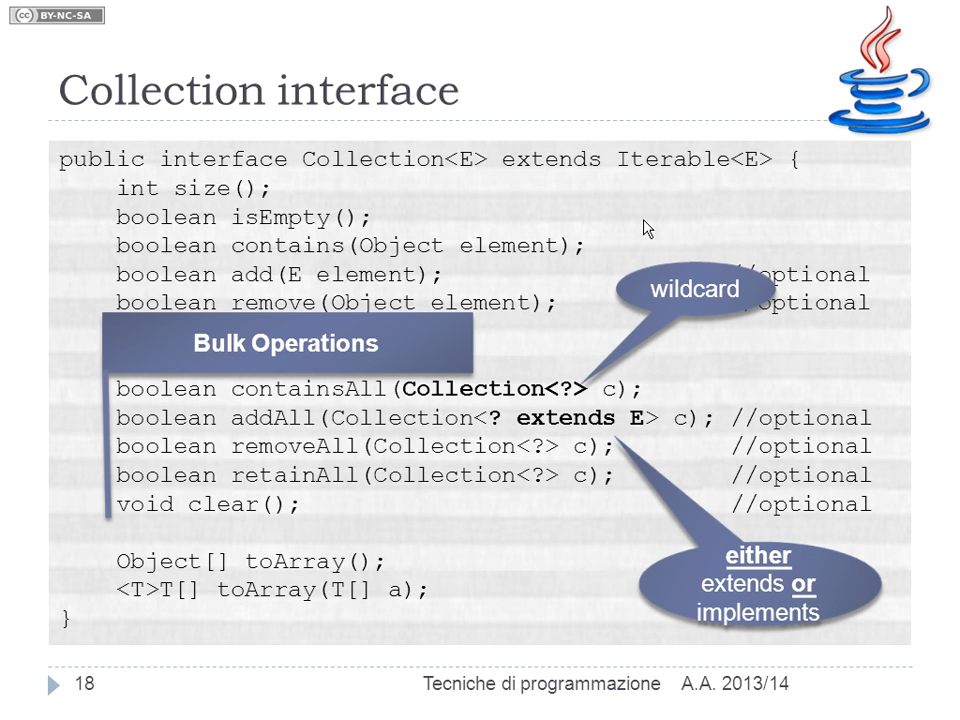 BY-NC-SA
Collection interface
public interface Collection<E> extends Iterable<E> {
int size();
boolean isEmpty();
boolean contains(Object element);
boolean add(E element); //optional
boolean remove(Object element); optional
wildcard
Bulk Operations
boolean containsAll(Collection<?> c);
boolean addAll(Collection<? extends E> c); //optional
boolean removeAll(Collection<?> c); //optional
boolean retainAll(Collection<?> c); //optional
void clear(); //optional
either
extends or
implements
Object[] toArray();
<T>T[] toArray(T[] a);
}
18 Tecniche di programmazione A.A. 2013/14